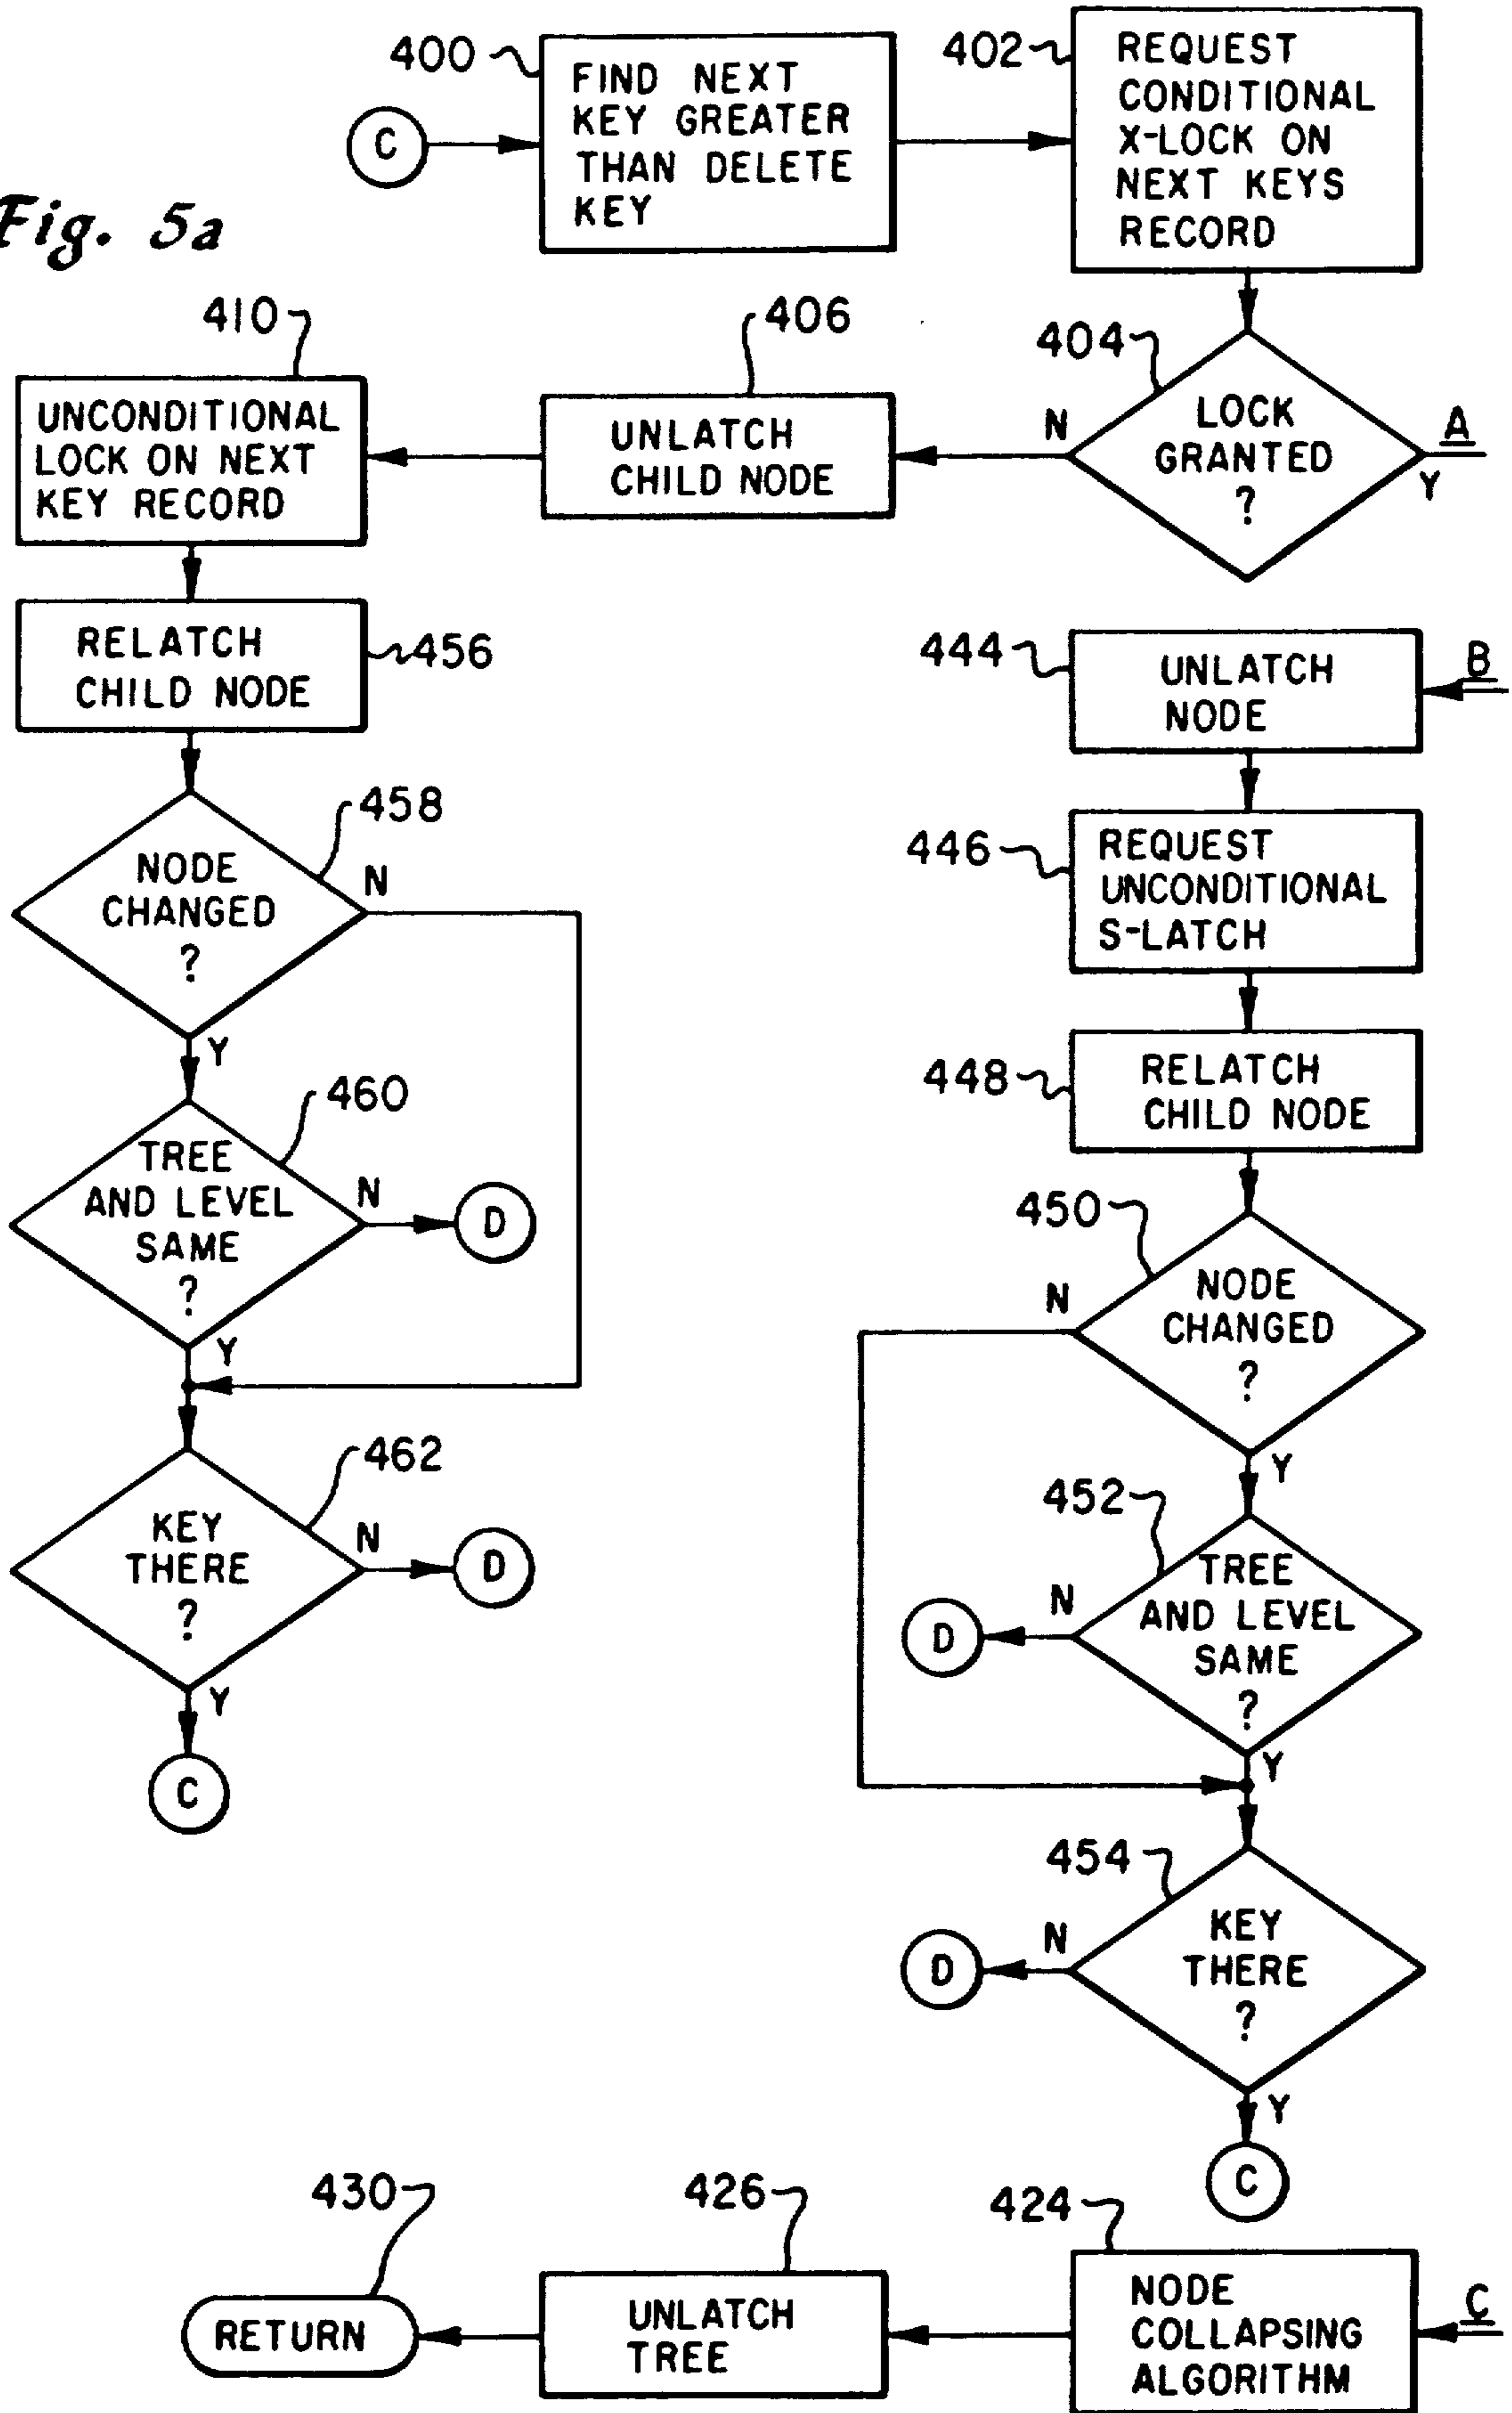 Fig. 5a
C
400
FIND NEXT
KEY GREATER
THAN DELETE
KEY
402
REQUEST
CONDITIONAL
X-LOCK ON
NEXT KEYS
RECORD
404
LOCK
GRANTED
?
N
A
Y
406
UNLATCH
CHILD NODE
410
UNCONDITIONAL
LOCK ON NEXT
KEY RECORD
RELATCH
CHILD NODE
456
458
NODE
CHANGED
?
N
Y
460
TREE
AND LEVEL
SAME
?
N
D
Y
462
KEY
THERE
?
N
D
Y
C
444
UNLATCH
NODE
B
446
REQUEST
UNCONDITIONAL
S-LATCH
448
RELATCH
CHILD NODE
450
NODE
CHANGED
?
N
Y
452
TREE
AND LEVEL
SAME
?
N
D
Y
454
KEY
THERE
?
N
D
Y
C
424
NODE
COLLAPSING
ALGORITHM
C
426
UNLATCH
TREE
430
RETURN